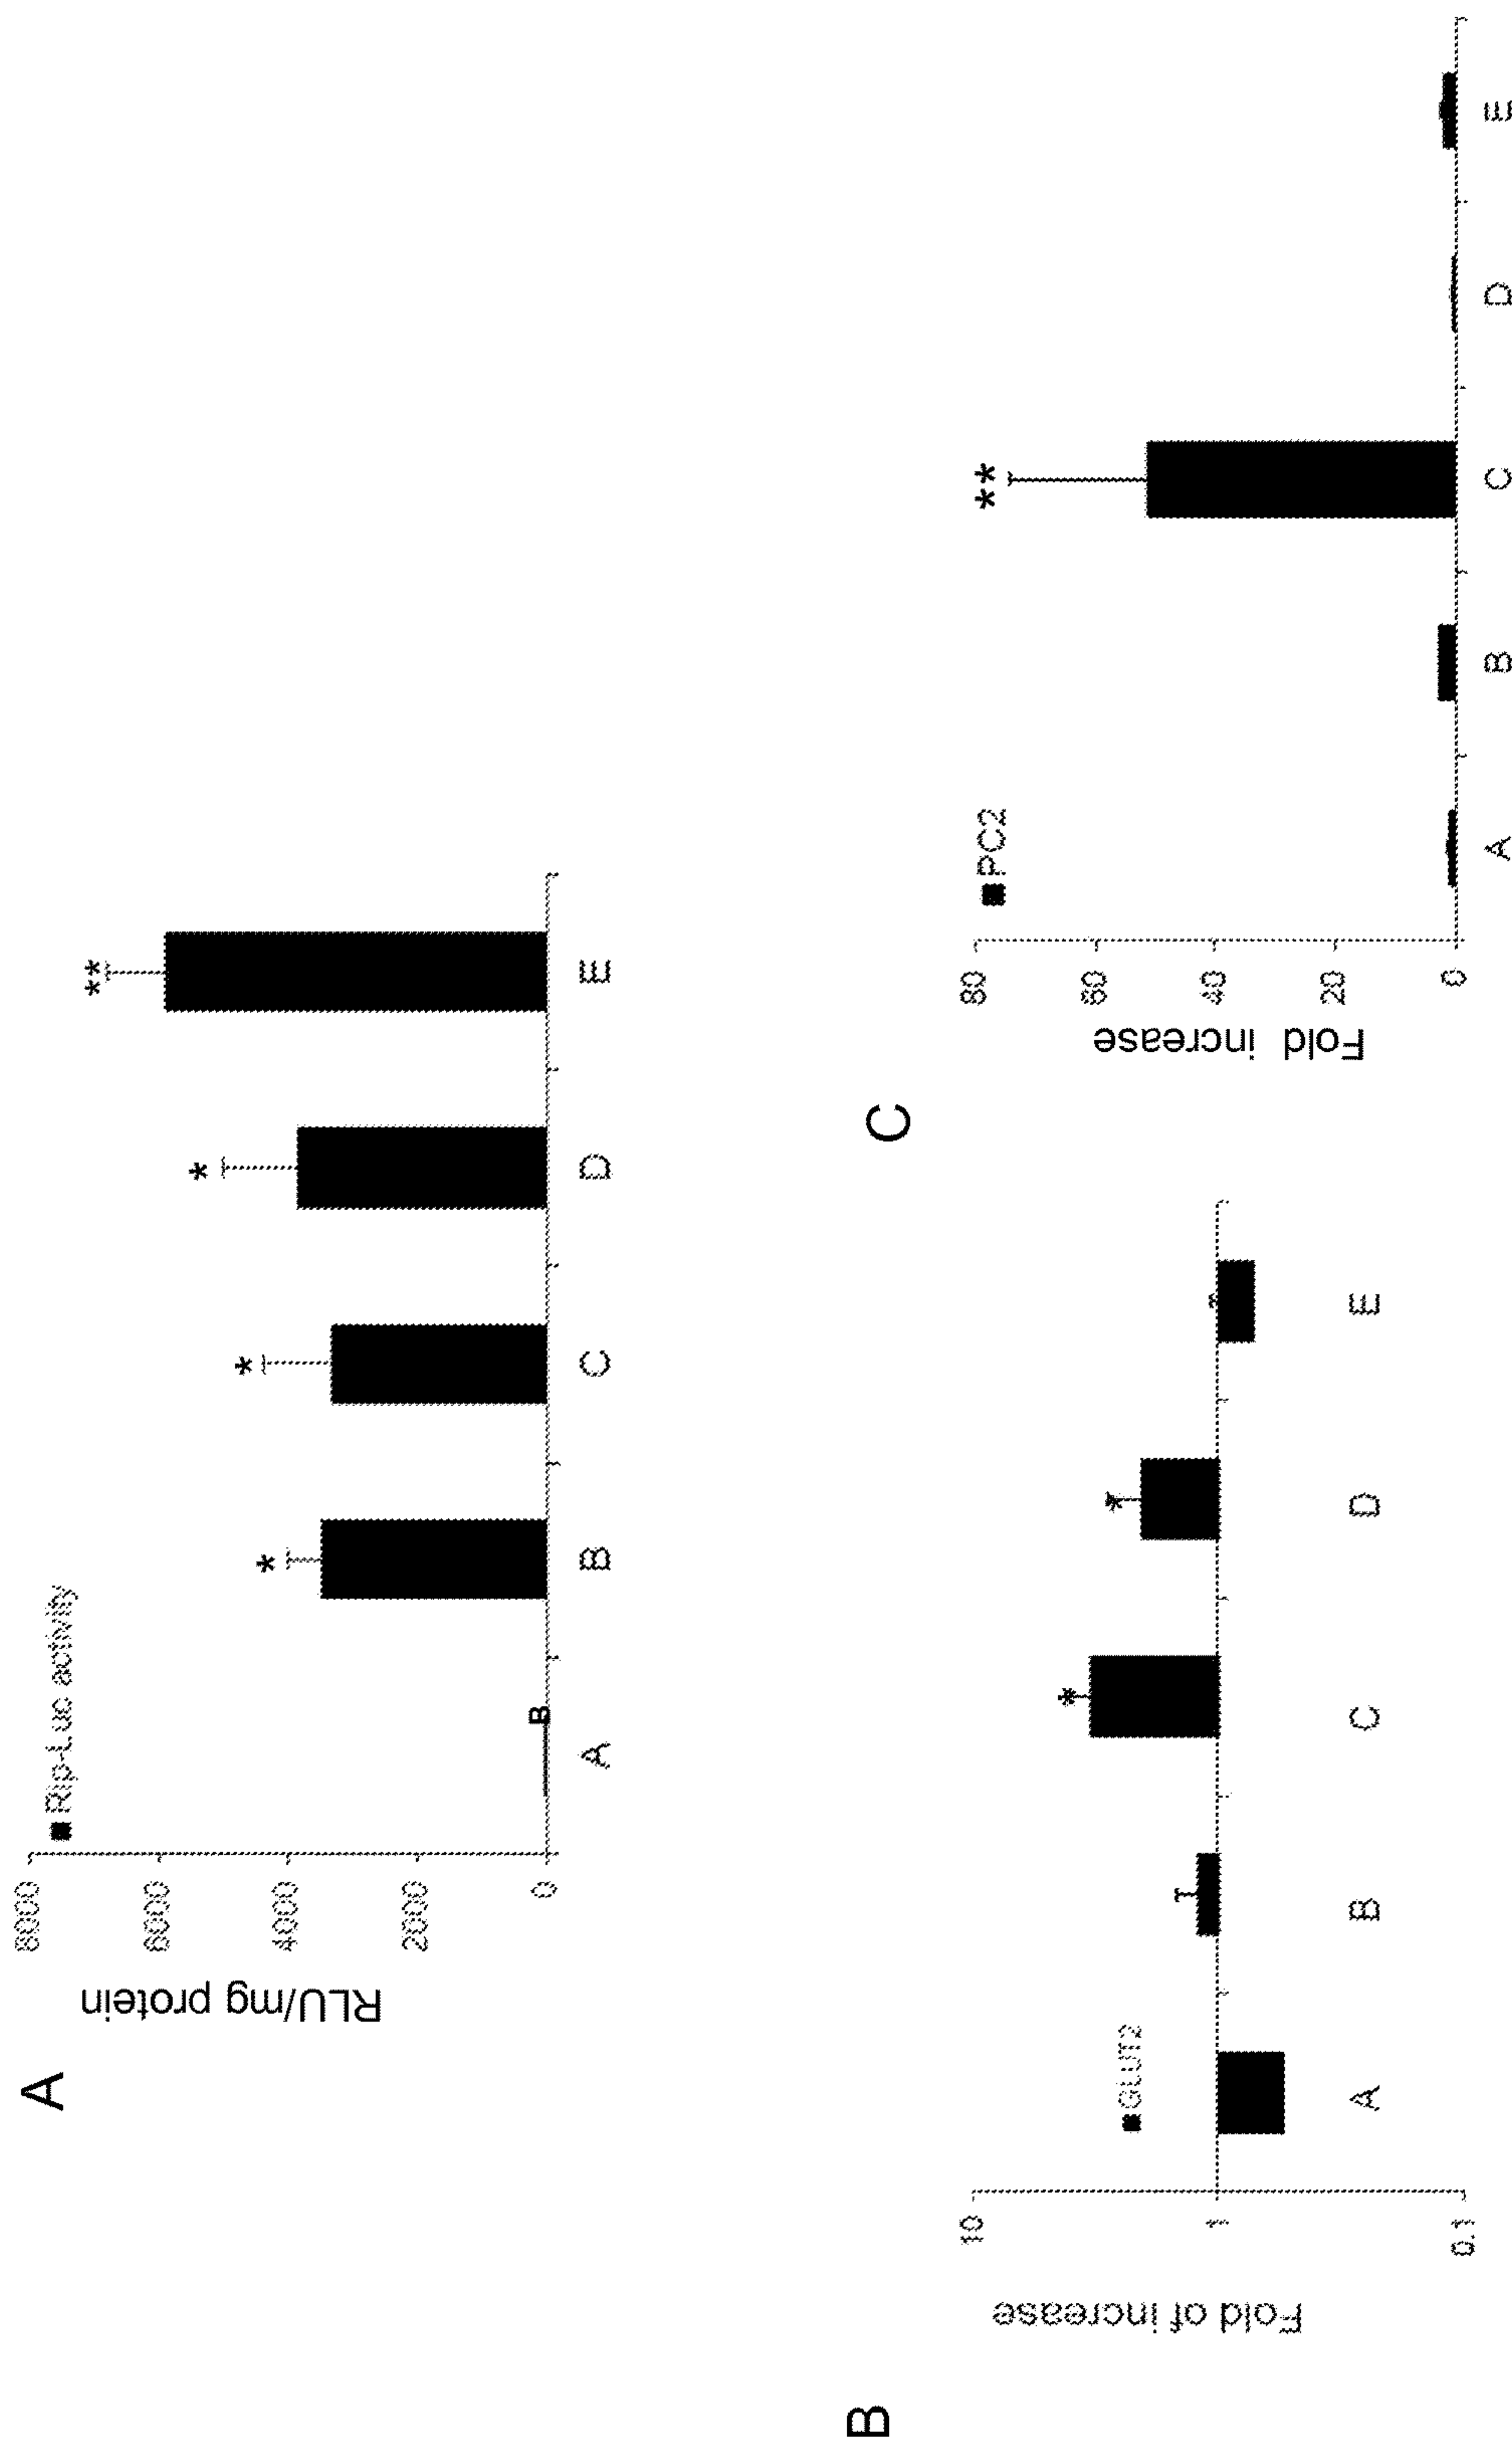 A
RLU/mg protein
8000
6000
4000
2000
0
■ Rip-Luc activity
B
*
*
*
**
A B C D E
B
Fold of increase
10
1
0.1
■ GLUT2
*
*
*
A B C D E
C
Fold increase
80
60
40
20
0
■ PC2
**
A B C D E